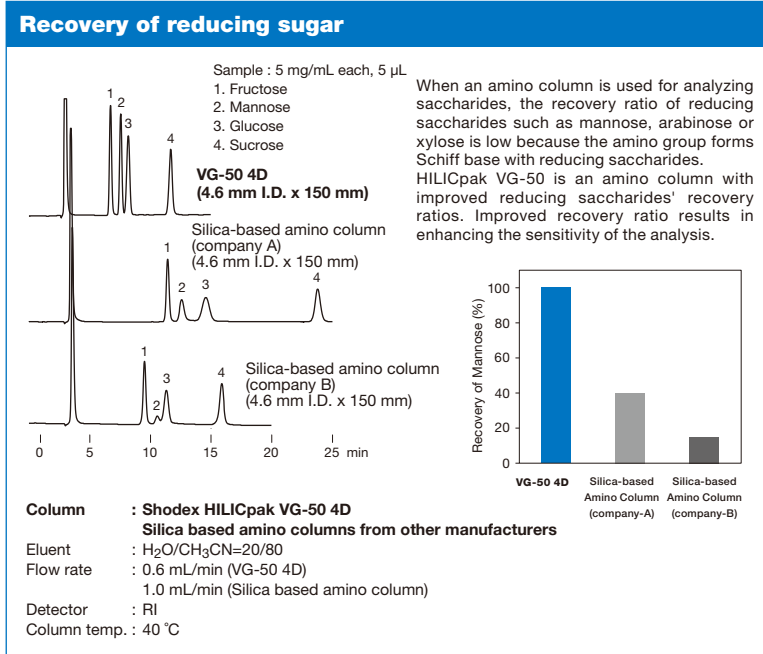 Recovery of reducing sugar
Sample : 5 mg/mL each, 5 µL
1. Fructose
2. Mannose
3. Glucose
4. Sucrose
VG-50 4D
(4.6 mm I.D. x 150 mm)
1
2
3
4
Silica-based amino column
(company A)
(4.6 mm I.D. x 150 mm)
1
2
3
4
Silica-based amino column
(company B)
(4.6 mm I.D. x 150 mm)
1
2
3
4
0 5 10 15 20 25 min
When an amino column is used for analyzing
saccharides, the recovery ratio of reducing
saccharides such as mannose, arabinose or
xylose is low because the amino group forms
Schiff base with reducing saccharides.
HILICpak VG-50 is an amino column with
improved reducing saccharides' recovery
ratios. Improved recovery ratio results in
enhancing the sensitivity of the analysis.
Recovery of Mannose (%)
100
80
60
40
20
0
VG-50 4D
Silica-based
Amino Column
(company-A)
Silica-based
Amino Column
(company-B)
Column : Shodex HILICpak VG-50 4D
Silica based amino columns from other manufacturers
Eluent : H₂O/CH₃CN=20/80
Flow rate : 0.6 mL/min (VG-50 4D)
1.0 mL/min (Silica based amino column)
Detector : RI
Column temp. : 40 °C